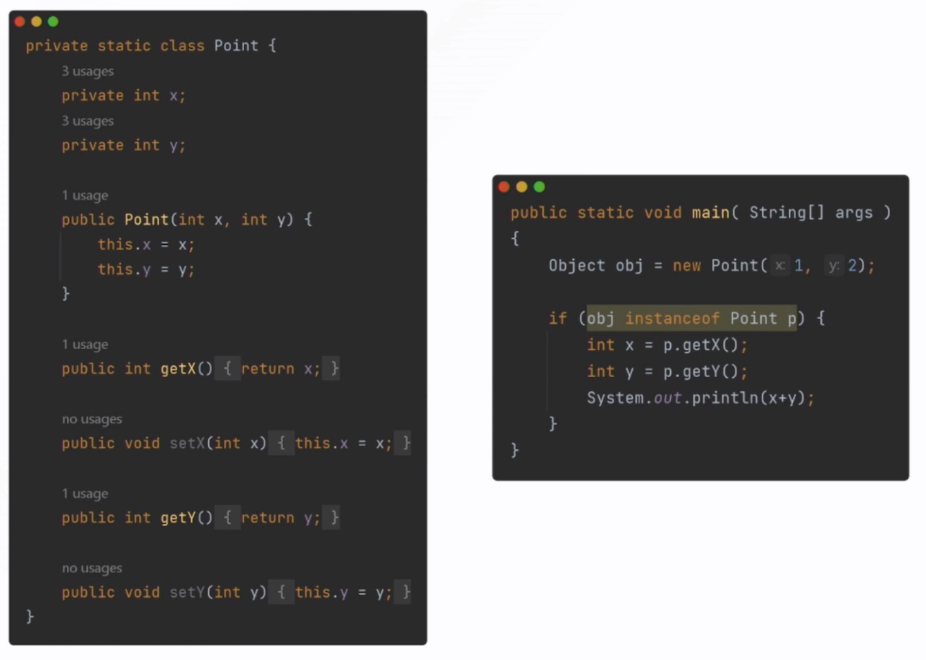 private static class Point {
3 usages
private int x;
3 usages
private int y;
1 usage
public Point(int x, int y) {
this.x = x;
this.y = y;
}
1 usage
public int getX() { return x; }
no usages
public void setX(int x) { this.x = x; }
1 usage
public int getY() { return y; }
no usages
public void setY(int y) { this.y = y; }
}
public static void main( String[] args )
{
Object obj = new Point( x: 1, y: 2);
if (obj instanceof Point p) {
int x = p.getX();
int y = p.getY();
System.out.println(x+y);
}
}